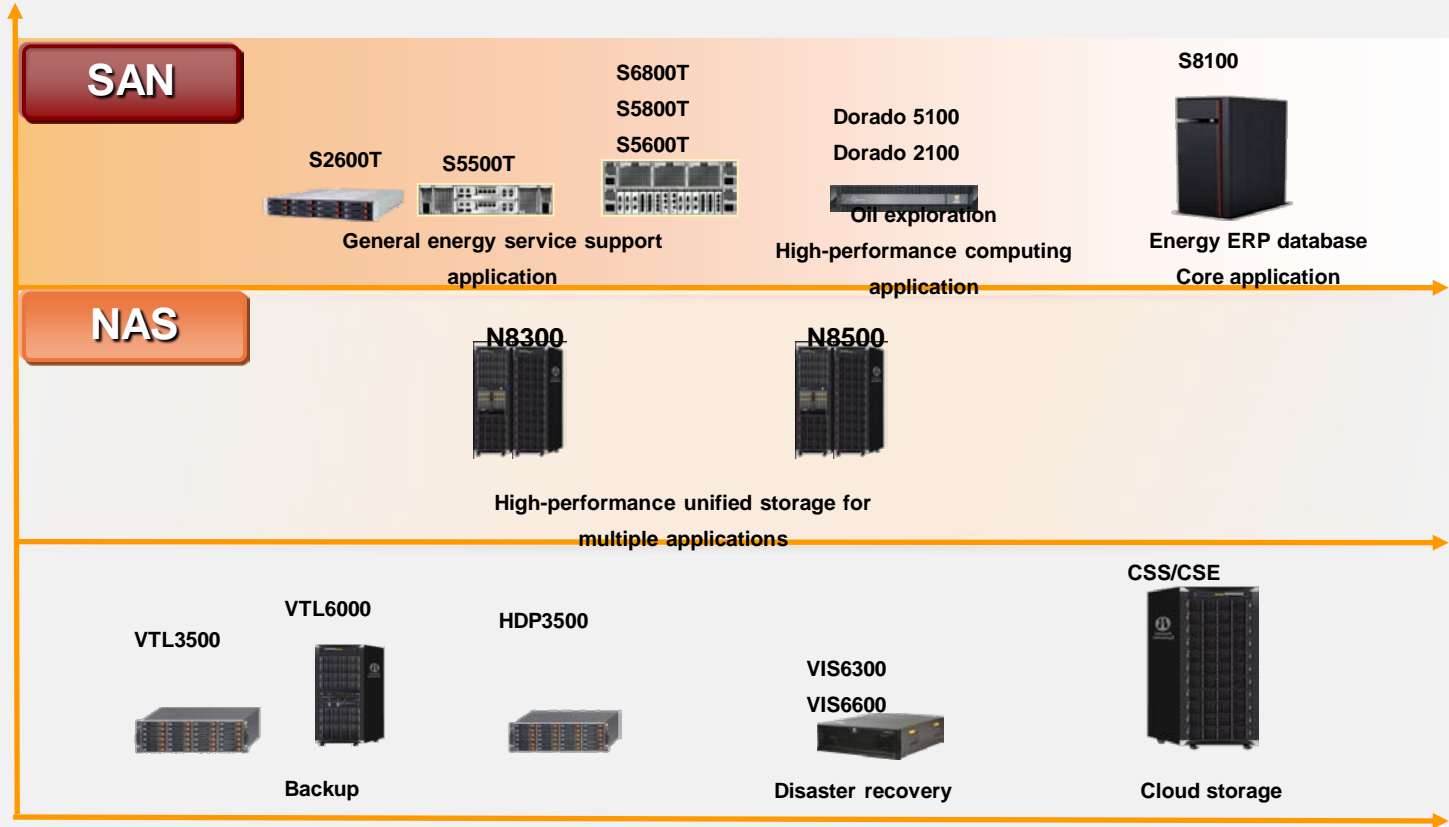 SAN
S2600T
S5500T
S6800T
S5800T
S5600T
General energy service support
application
Dorado 5100
Dorado 2100
Oil exploration
High-performance computing
application
S8100
Energy ERP database
Core application
NAS
N8300
N8500
High-performance unified storage for
multiple applications
VTL3500
VTL6000
HDP3500
Backup
VIS6300
VIS6600
Disaster recovery
CSS/CSE
Cloud storage